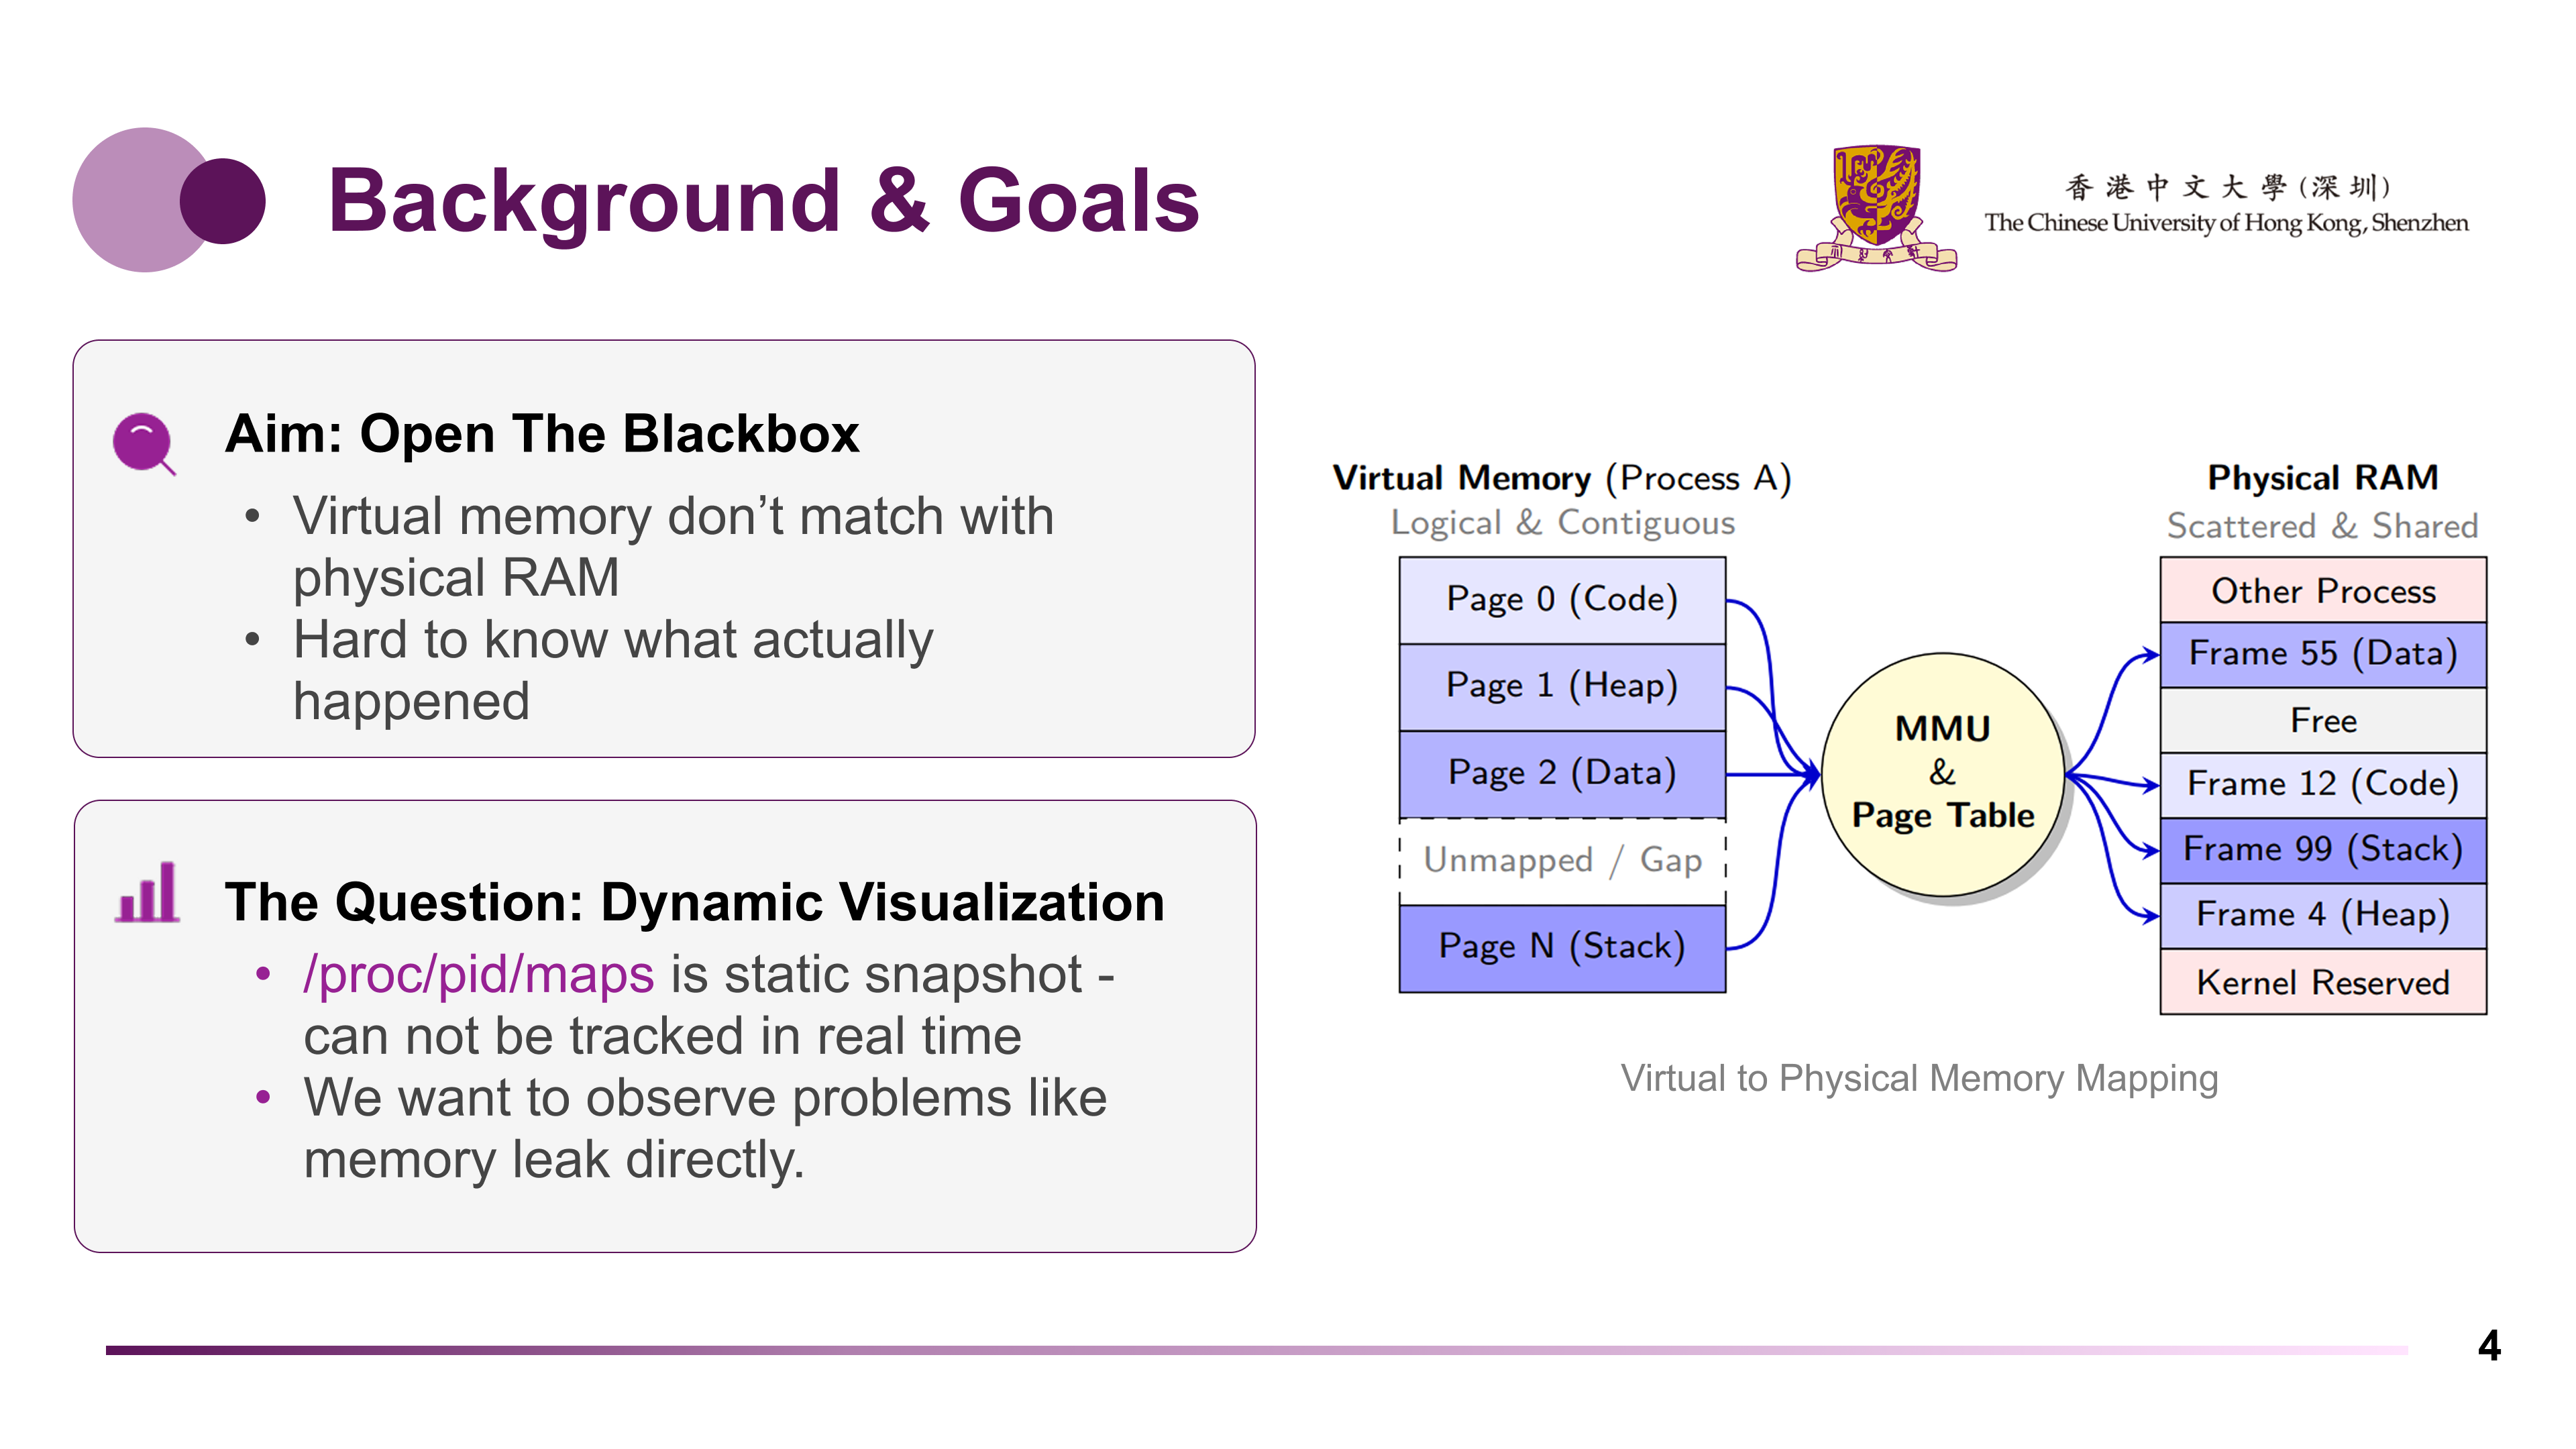 Background & Goals
香港中文大學(深圳)
The Chinese University of Hong Kong, Shenzhen
Aim: Open The Blackbox
• Virtual memory don’t match with
physical RAM
• Hard to know what actually
happened
The Question: Dynamic Visualization
• /proc/pid/maps is static snapshot -
can not be tracked in real time
• We want to observe problems like
memory leak directly.
Virtual Memory (Process A)
Logical & Contiguous
Page 0 (Code)
Page 1 (Heap)
Page 2 (Data)
Unmapped / Gap
Page N (Stack)
MMU
&
Page Table
Physical RAM
Scattered & Shared
Other Process
Frame 55 (Data)
Free
Frame 12 (Code)
Frame 99 (Stack)
Frame 4 (Heap)
Kernel Reserved
Virtual to Physical Memory Mapping
4